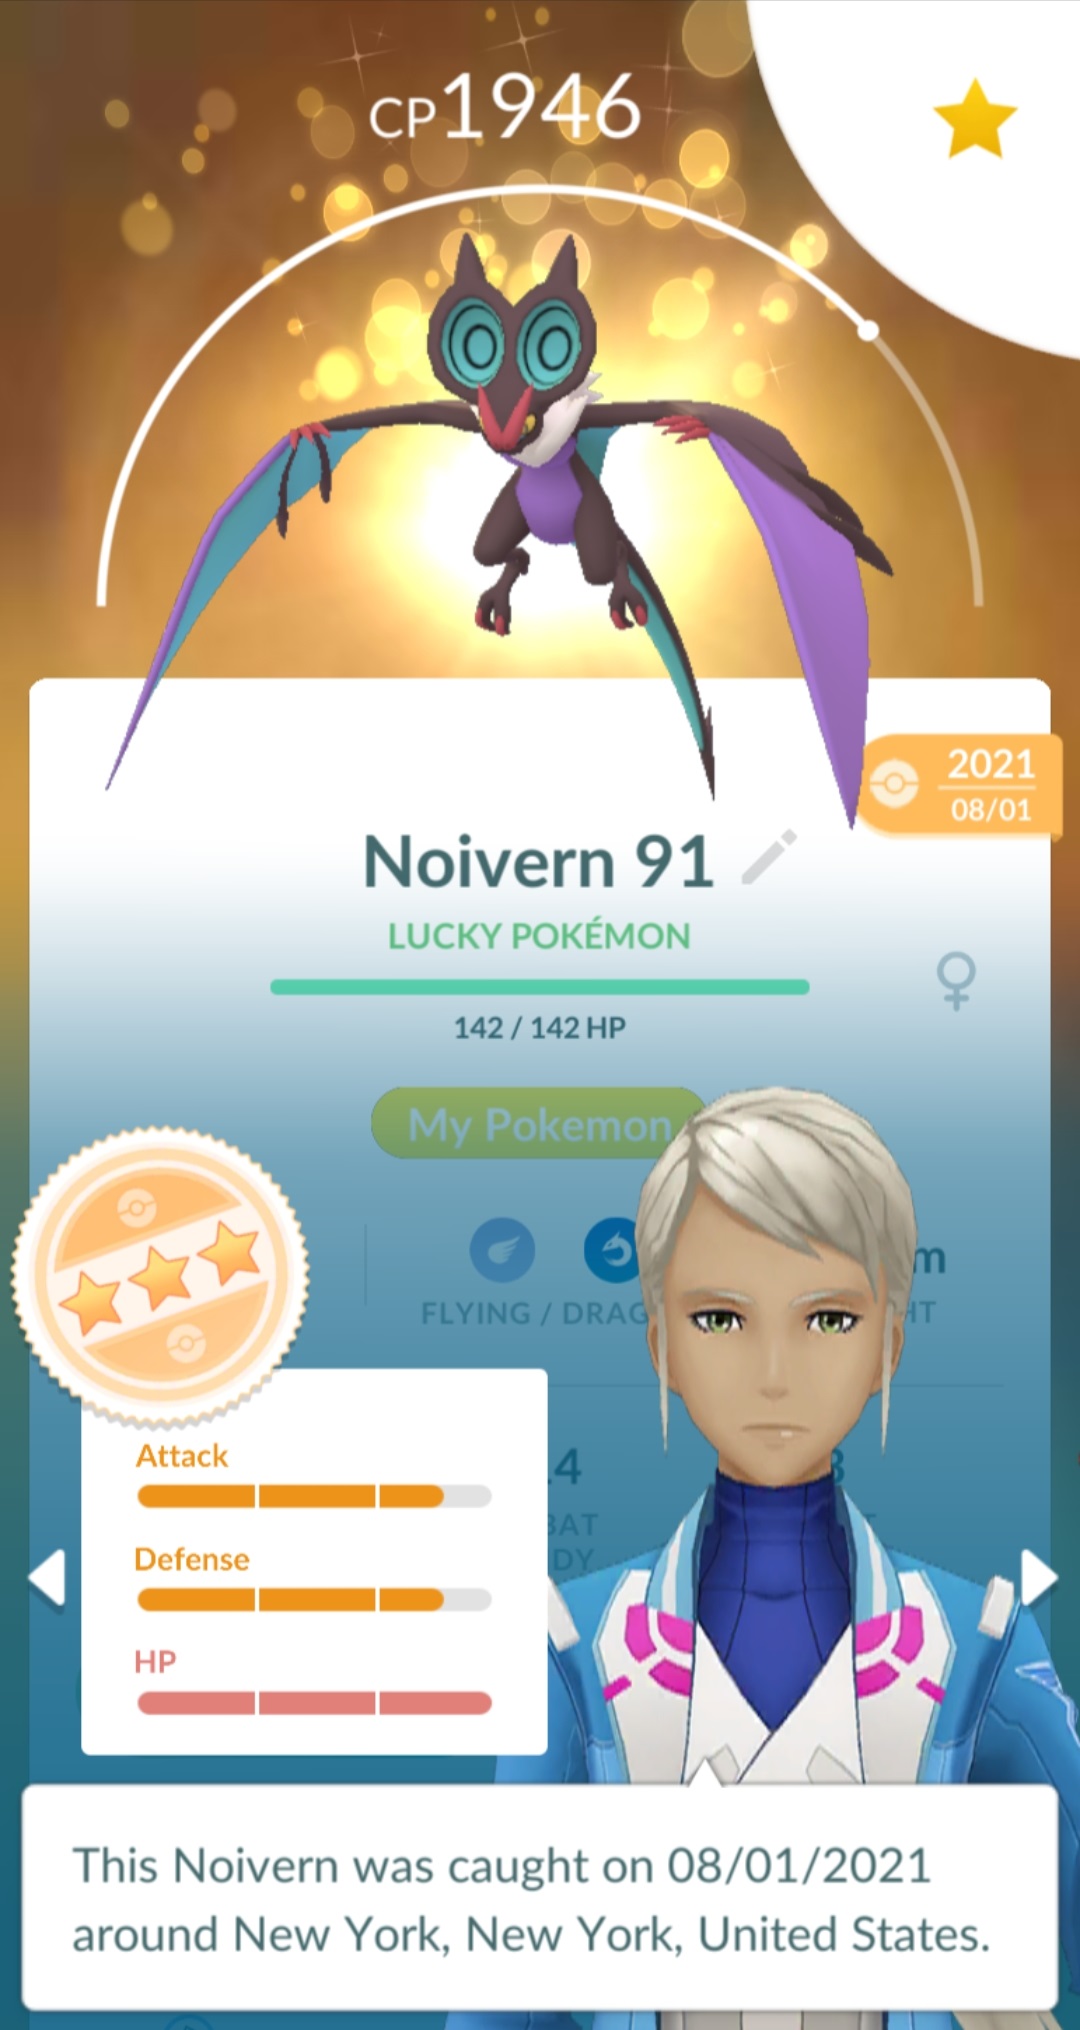 CP1946
2021
08/01
Noivern 91
LUCKY POKÉMON
142 / 142 HP
My Pokemon
FLYING / DRAG
Attack
Defense
HP
This Noivern was caught on 08/01/2021
around New York, New York, United States.